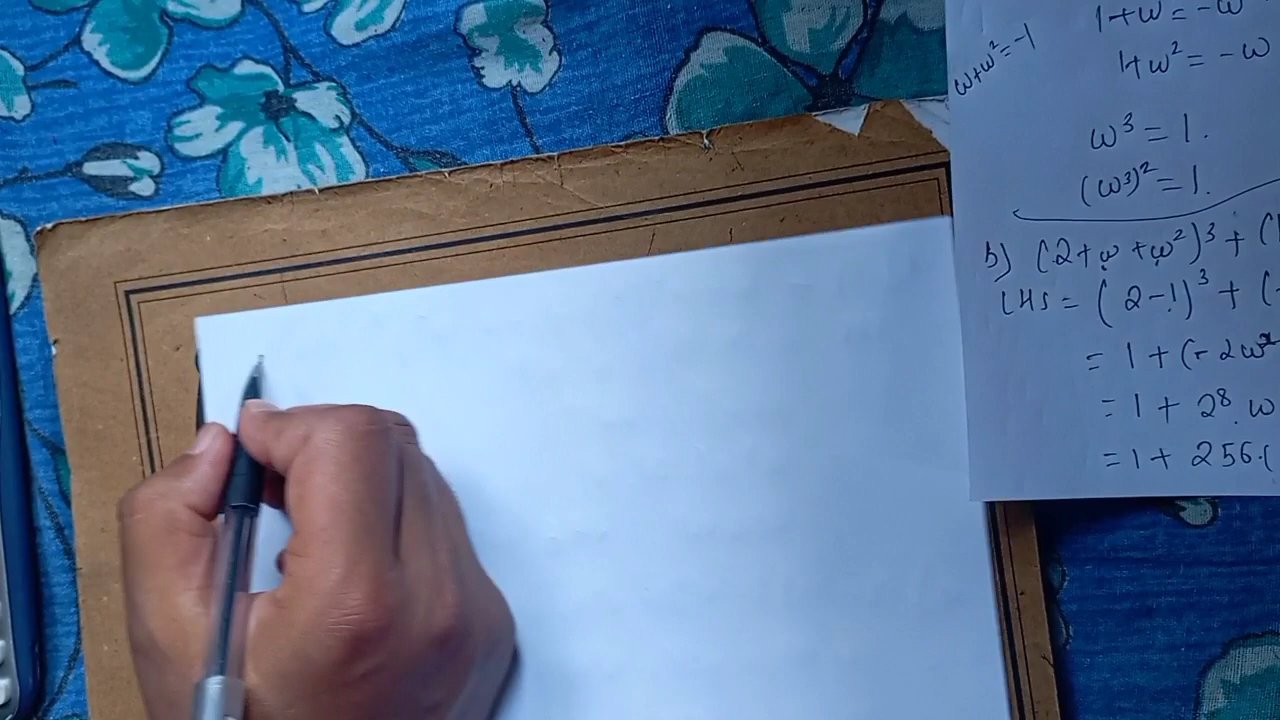 1+ω = -ω
ω+ω²=-1
1+ω² = -ω
ω³ = 1.
(ω³)² = 1.
b) (2+ω+ω²)³ + (
LHS = (2-1)³ + (-
= 1 + (-2ω²
= 1 + 2⁸. ω
= 1 + 256.(